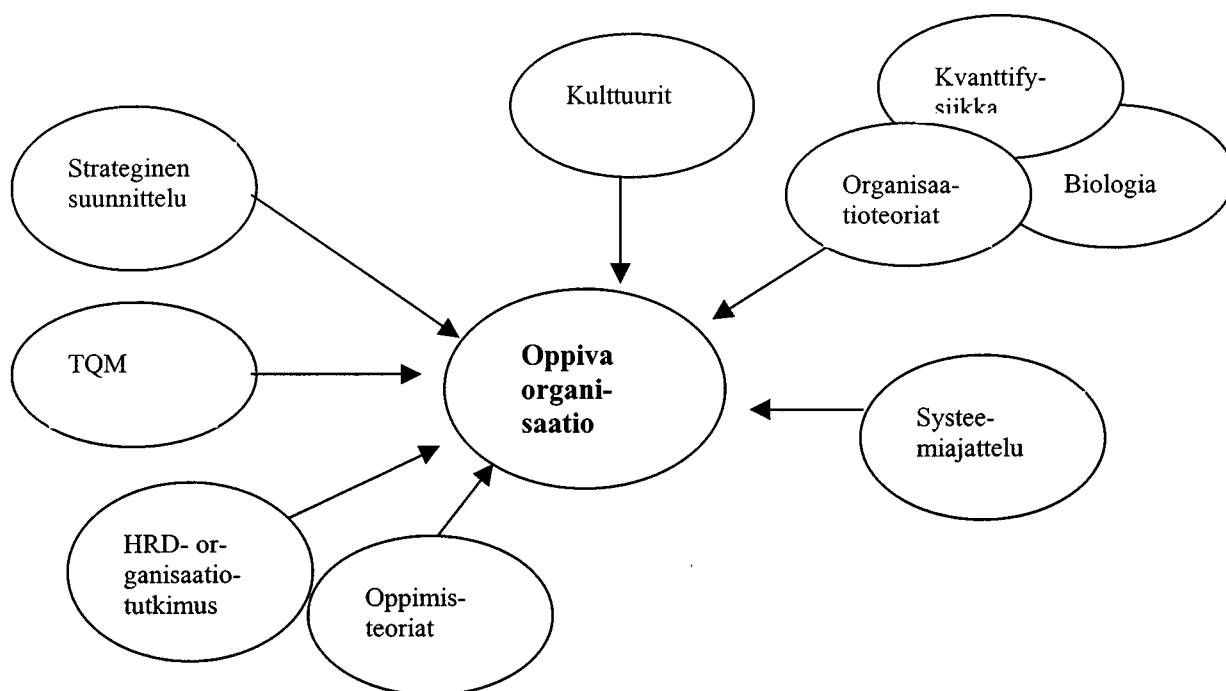 Kulttuurit
Kvanttify-
siikka
Strateginen
suunnittelu
Organisaa-
tioteoriat
Biologia
TQM
Oppiva
organi-
saatio
Systee-
miajattelu
HRD- or-
ganisaatio-
tutkimus
Oppimis-
teoriat